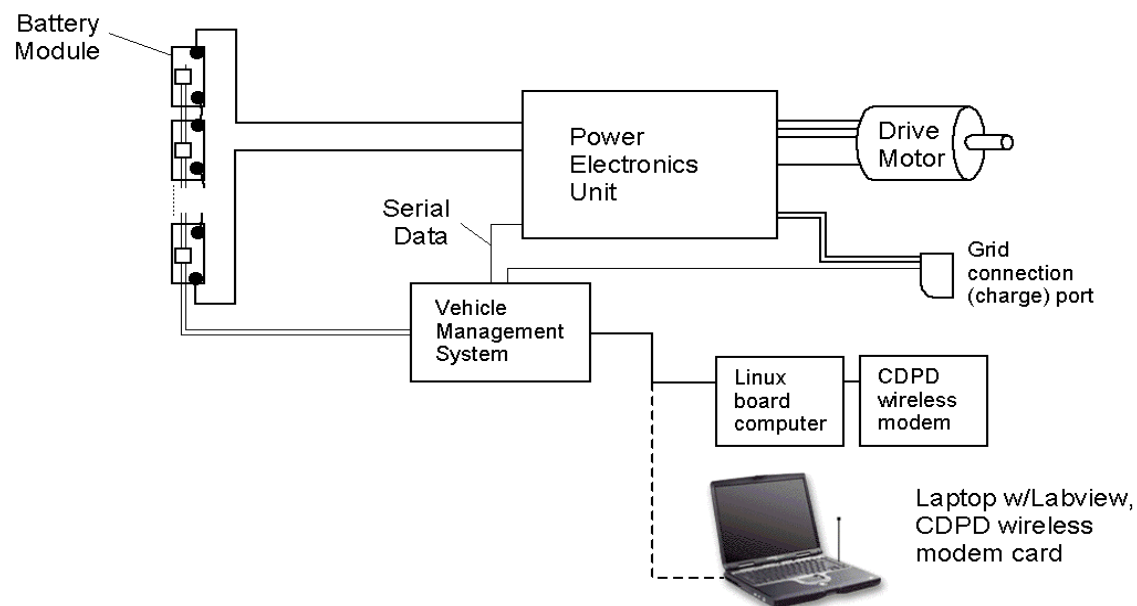 Battery
Module
Power
Electronics
Unit
Drive
Motor
Serial
Data
Grid
connection
(charge) port
Vehicle
Management
System
Linux
board
computer
CDPD
wireless
modem
Laptop w/Labview,
CDPD wireless
modem card